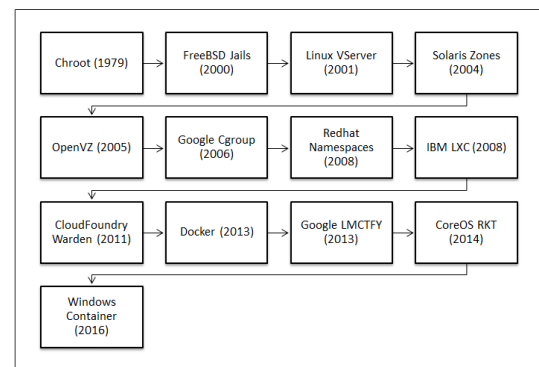 Chroot (1979)
FreeBSD Jails
(2000)
Linux VServer
(2001)
Solaris Zones
(2004)
OpenVZ (2005)
Google Cgroup
(2006)
Redhat
Namespaces
(2008)
IBM LXC (2008)
CloudFoundry
Warden (2011)
Docker (2013)
Google LMCTFY
(2013)
CoreOS RKT
(2014)
Windows
Container
(2016)